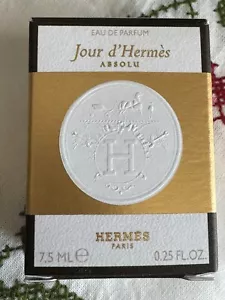 EAU DE PARFUM
Jour d'Hermès
ABSOLU
H
HERMÈS
PARIS
7,5 ML℮ 0.25 FL.OZ.